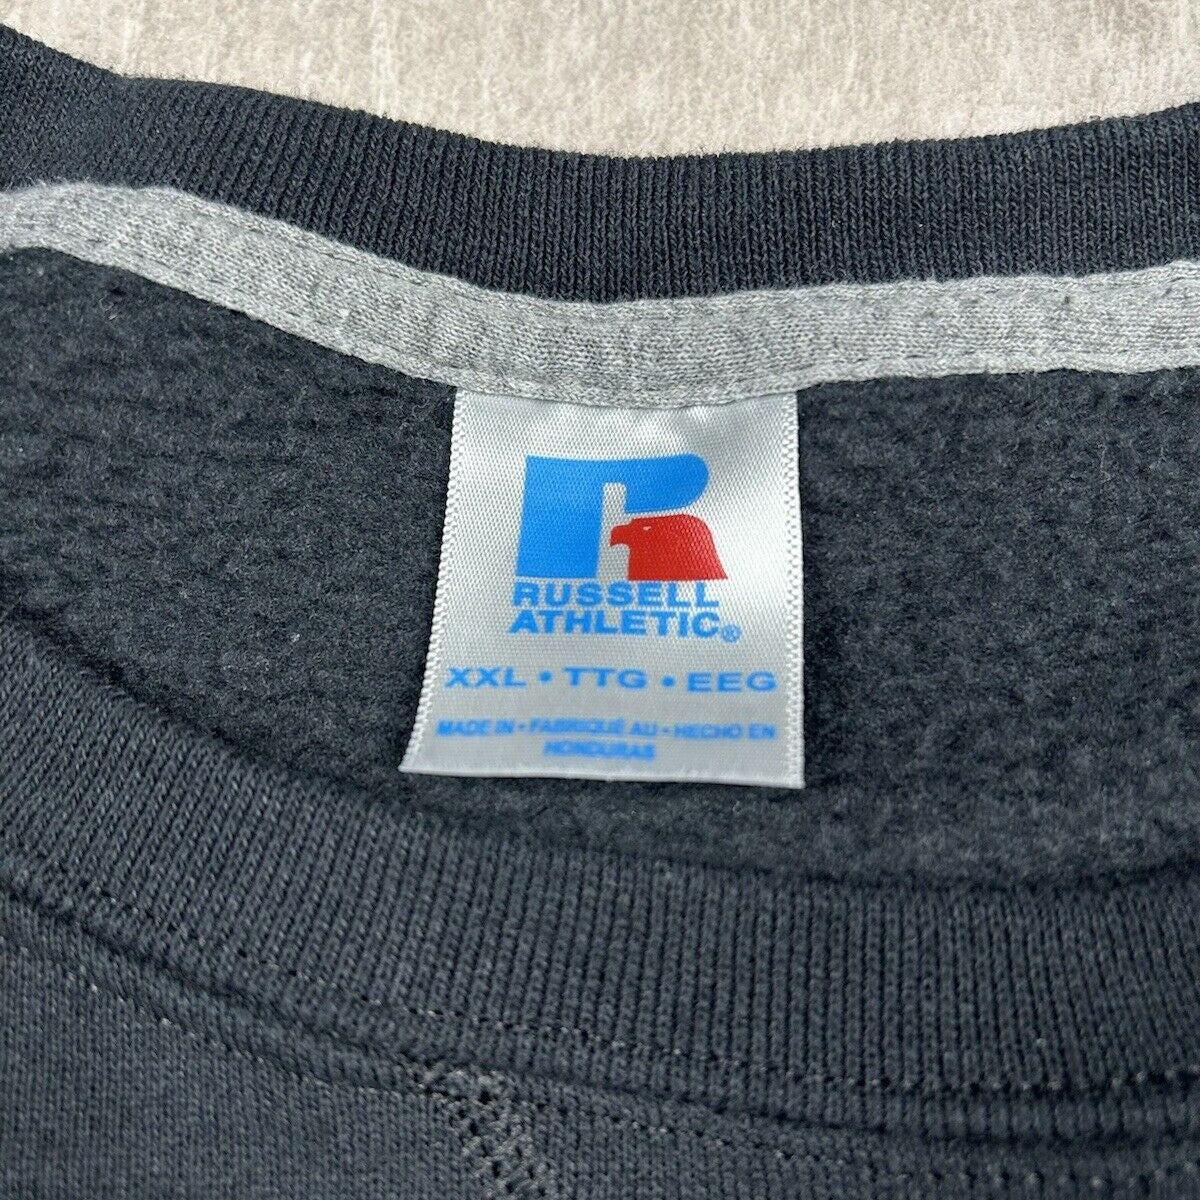 R
RUSSELL
ATHLETIC®
XXL • TTG • EEG
MADE IN • FABRIQUÉ AU • HECHO EN
HONDURAS